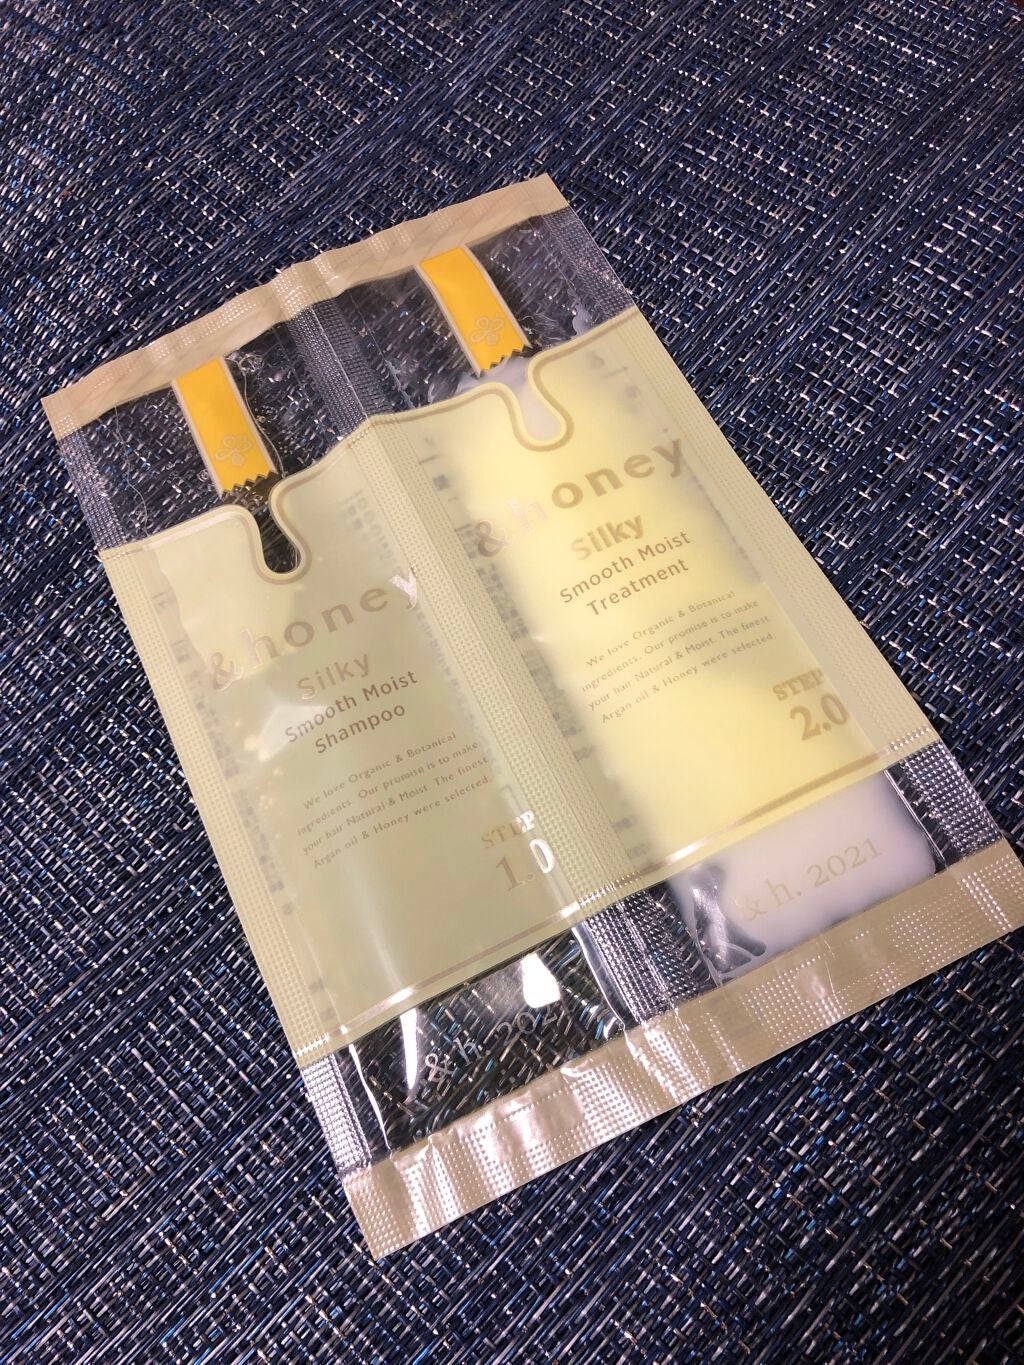 &honey
Silky
Smooth Moist
Shampoo
We love Organic & Botanical
ingredients. Our promise is to make
your hair Natural & Moist. The finest
Argan oil & Honey were selected.
STEP
1.0
& h. 2021
&honey
Silky
Smooth Moist
Treatment
We love Organic & Botanical
ingredients. Our promise is to make
your hair Natural & Moist. The finest
Argan oil & Honey were selected.
STEP
2.0
& h. 2021